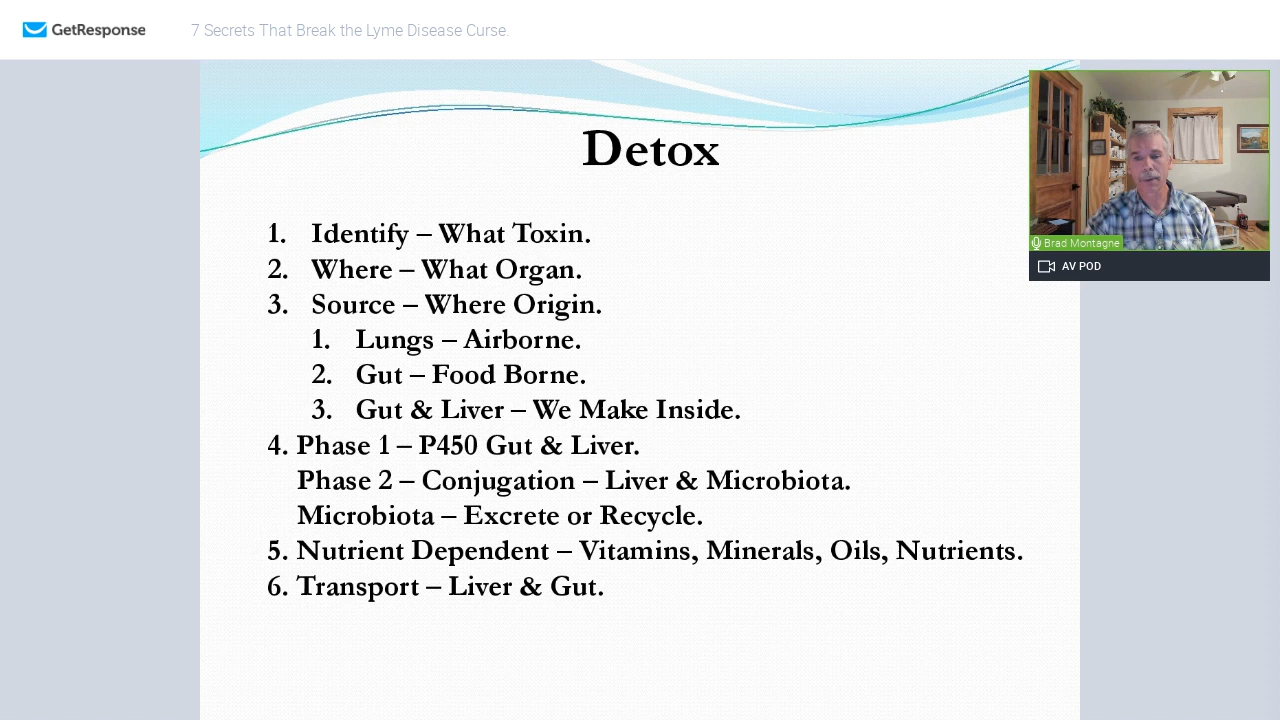 GetResponse
7 Secrets That Break the Lyme Disease Curse.
Detox
1. Identify – What Toxin.
2. Where – What Organ.
3. Source – Where Origin.
1. Lungs – Airborne.
2. Gut – Food Borne.
3. Gut & Liver – We Make Inside.
4. Phase 1 – P450 Gut & Liver.
Phase 2 – Conjugation – Liver & Microbiota.
Microbiota – Excrete or Recycle.
5. Nutrient Dependent – Vitamins, Minerals, Oils, Nutrients.
6. Transport – Liver & Gut.
Brad Montagne
AV POD